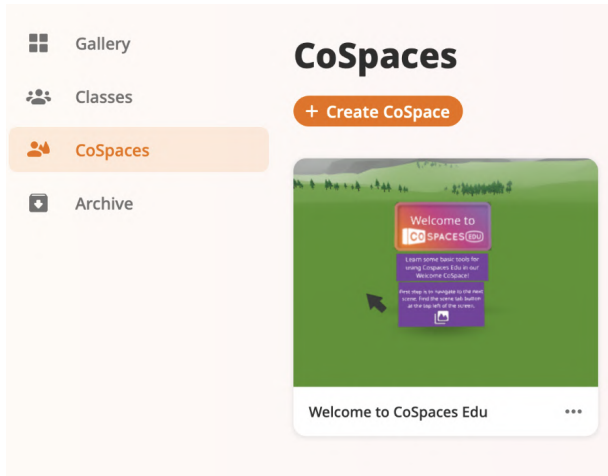 Gallery
Classes
CoSpaces
Archive
CoSpaces
+ Create CoSpace
Welcome to
CO SPACES EDU
Learn some basic tools for
using Cospaces Edu in our
Welcome CoSpace!
First step is to navigate to the next
scene. Find the scene tab button
at the top left of the screen.
Welcome to CoSpaces Edu